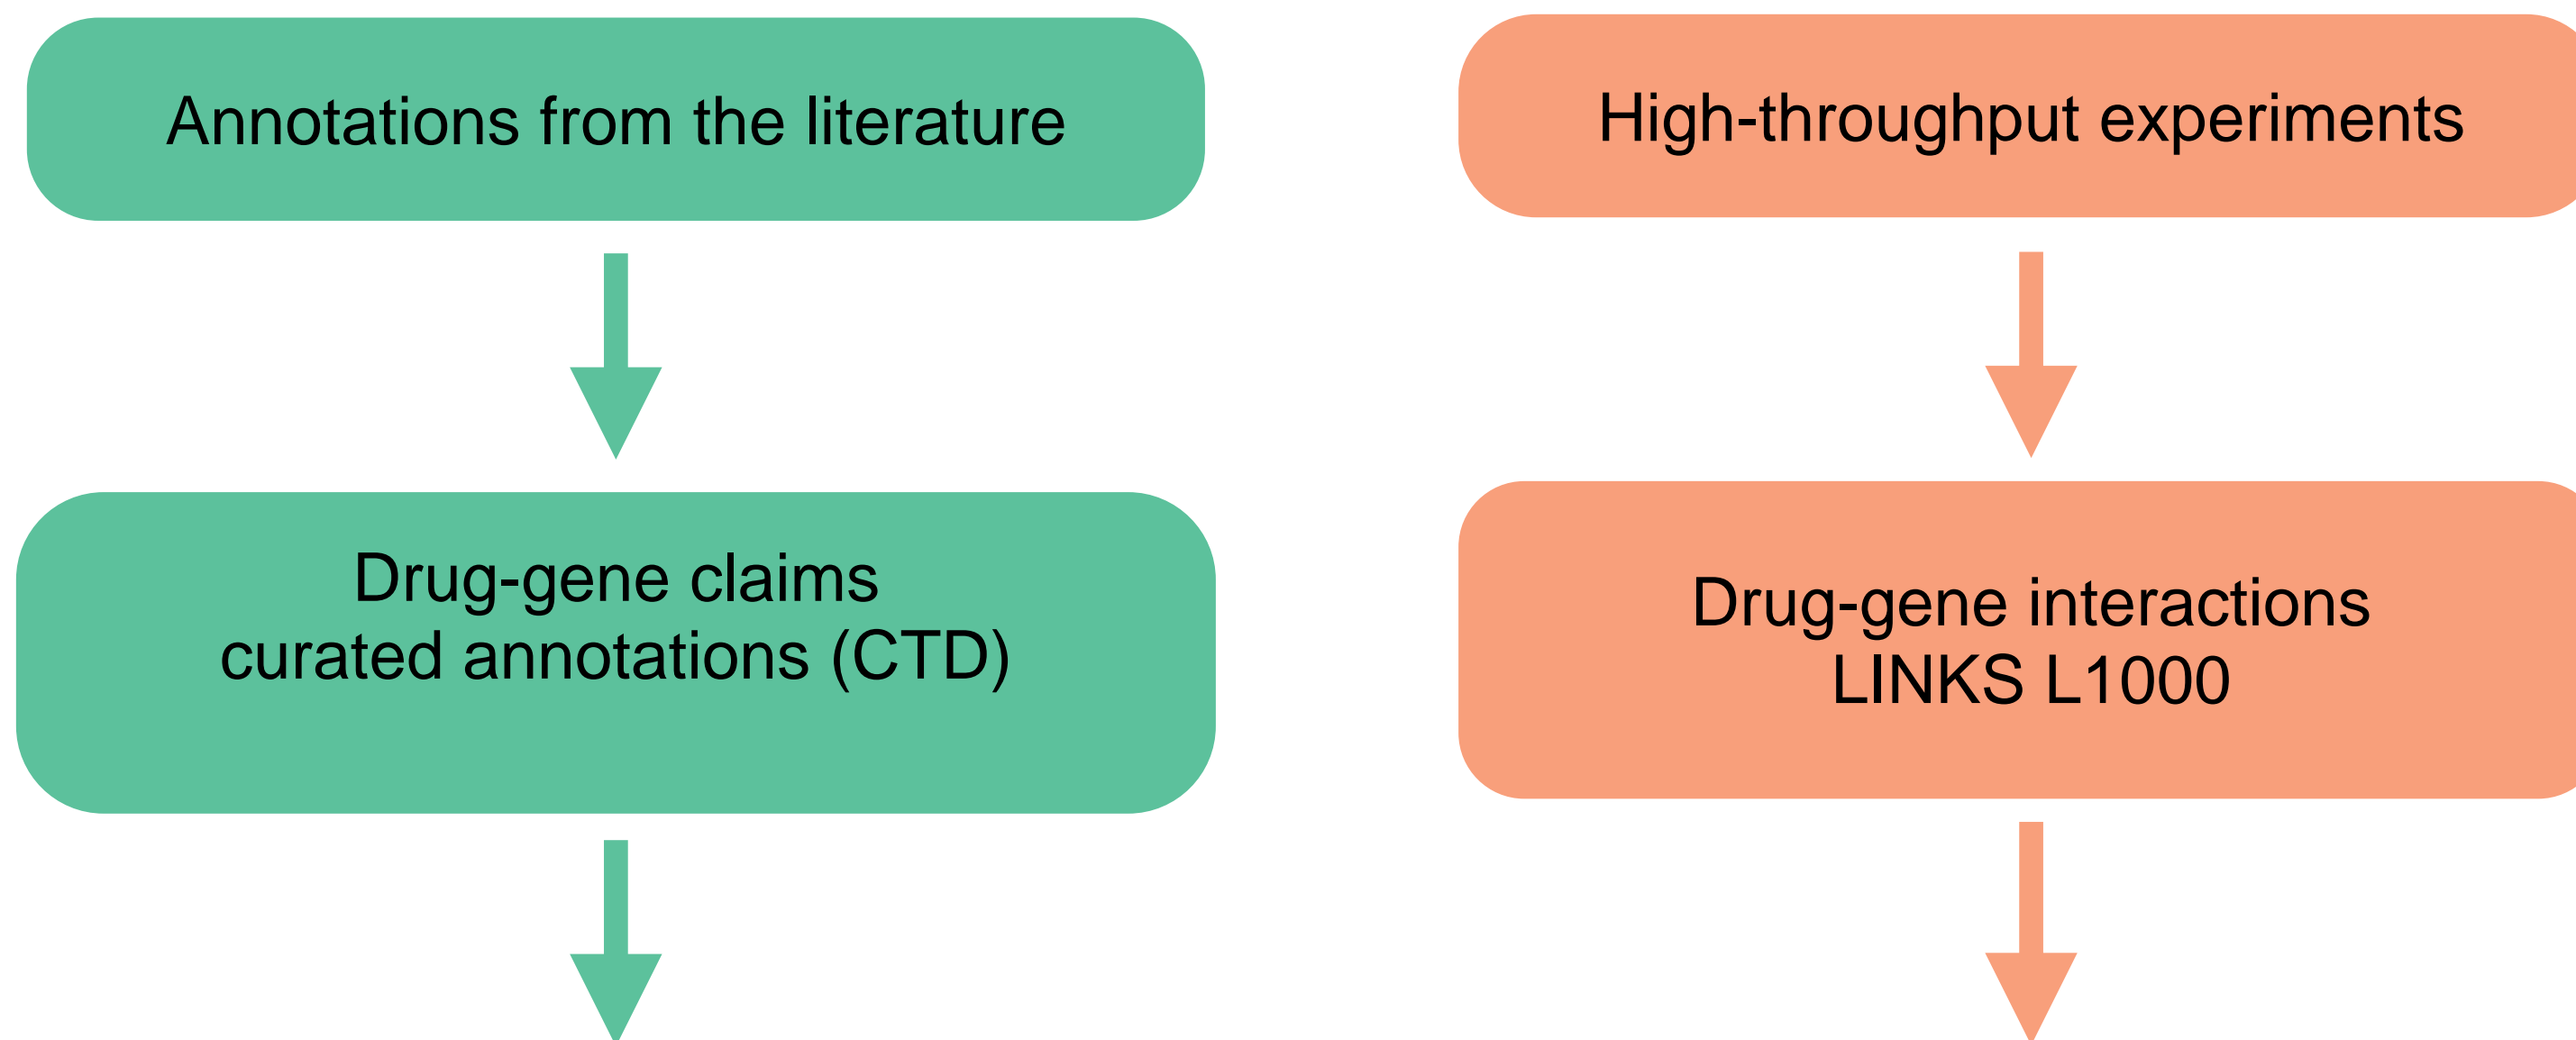 Annotations from the literature
High-throughput experiments
Drug-gene claims
curated annotations (CTD)
Drug-gene interactions
LINKS L1000